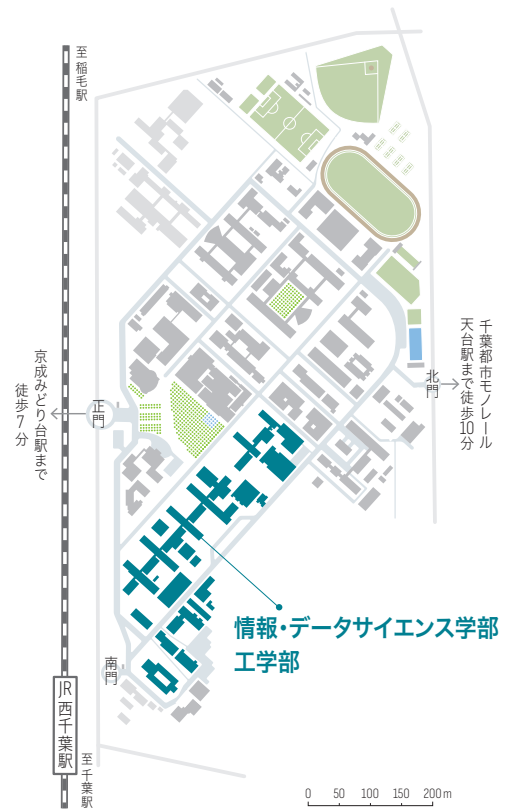 至 稲毛駅
千葉都市モノレール
天台駅まで徒歩10分
京成みどり台駅まで
徒歩7分
北門
正門
情報・データサイエンス学部
工学部
南門
JR西千葉駅
至 千葉駅
0 50 100 150 200m